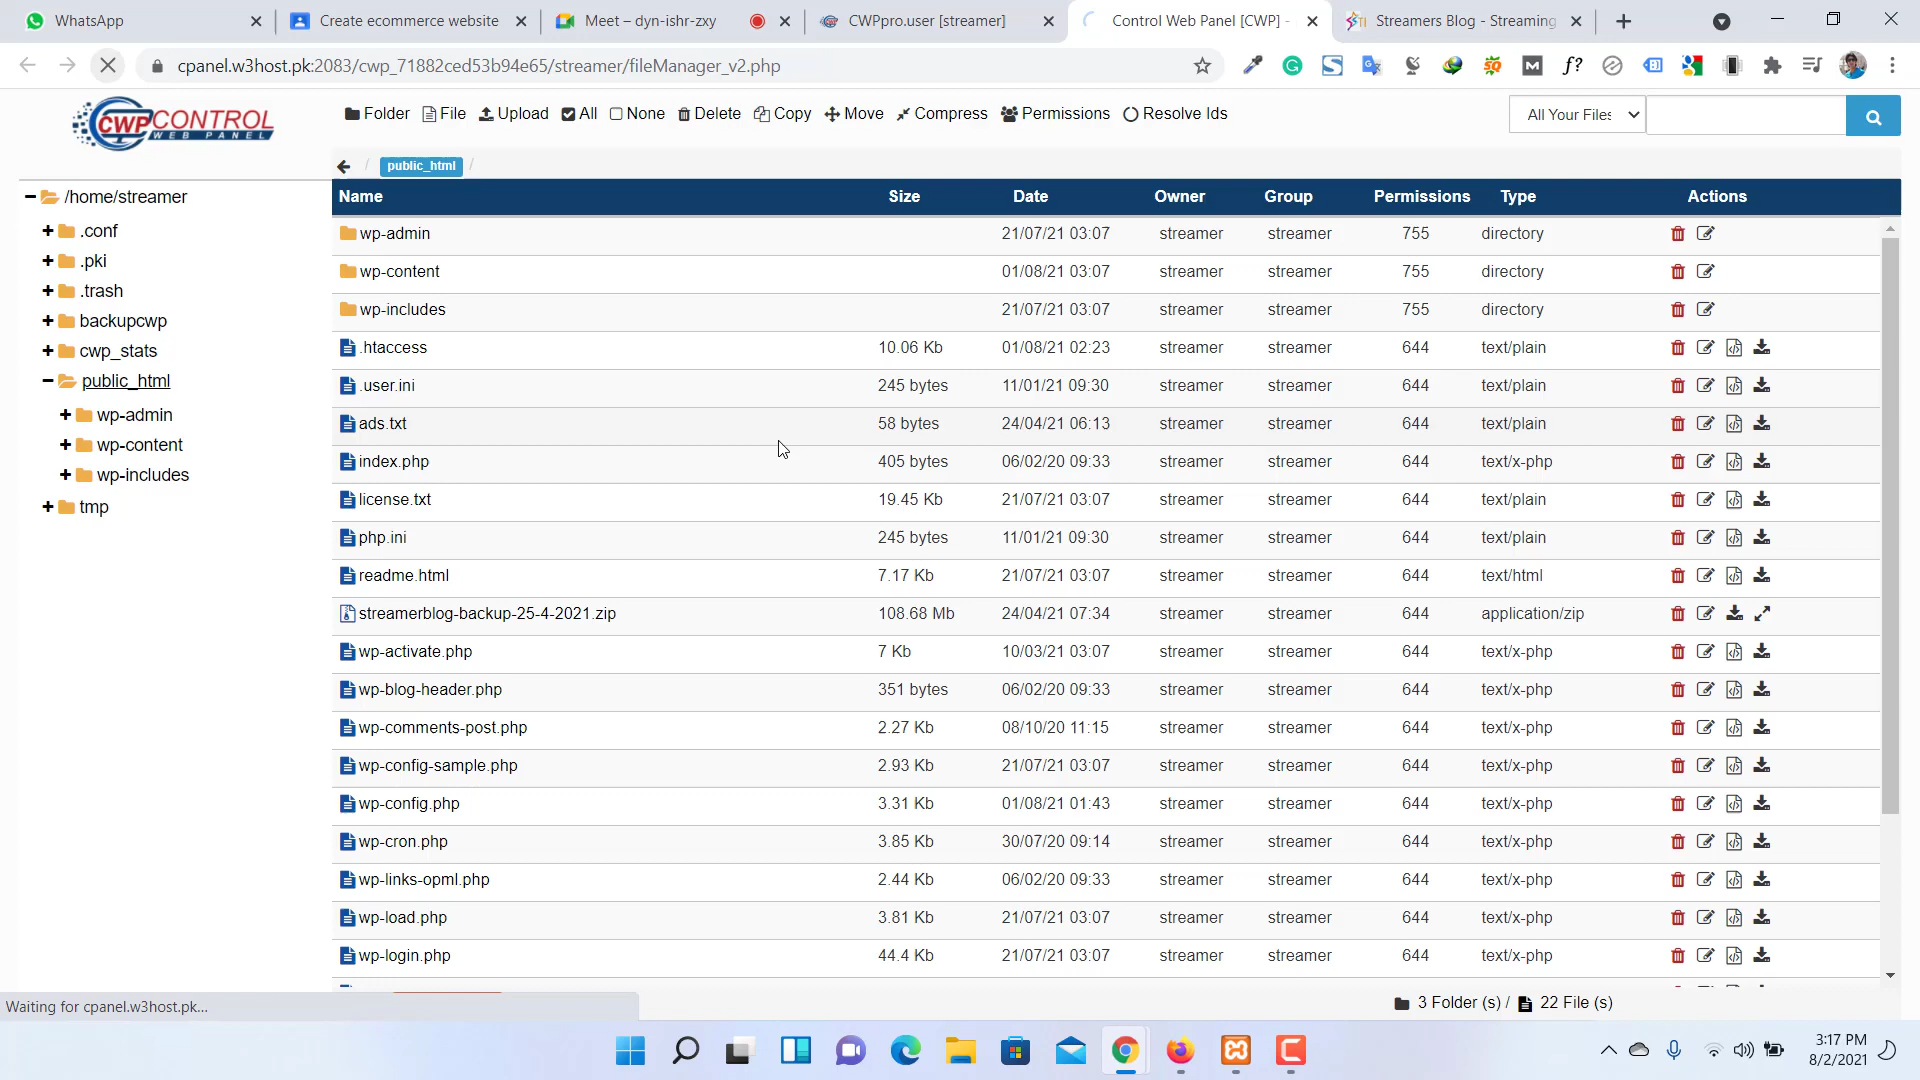 WhatsApp
Create ecommerce website
Meet – dyn-ishr-zxy
CWPpro.user [streamer]
Control Web Panel [CWP] -
Streamers Blog - Streaming
cpanel.w3host.pk:2083/cwp_71882ced53b94e65/streamer/fileManager_v2.php
CWP CONTROL
WEB PANEL
Folder File Upload All None Delete Copy Move Compress Permissions Resolve Ids
All Your Files
/ public_html /
/home/streamer
.conf
.pki
.trash
backupcwp
cwp_stats
public_html
wp-admin
wp-content
wp-includes
tmp
Name Size Date Owner Group Permissions Type Actions
wp-admin 21/07/21 03:07 streamer streamer 755 directory
wp-content 01/08/21 03:07 streamer streamer 755 directory
wp-includes 21/07/21 03:07 streamer streamer 755 directory
.htaccess 10.06 Kb 01/08/21 02:23 streamer streamer 644 text/plain
.user.ini 245 bytes 11/01/21 09:30 streamer streamer 644 text/plain
ads.txt 58 bytes 24/04/21 06:13 streamer streamer 644 text/plain
index.php 405 bytes 06/02/20 09:33 streamer streamer 644 text/x-php
license.txt 19.45 Kb 21/07/21 03:07 streamer streamer 644 text/plain
php.ini 245 bytes 11/01/21 09:30 streamer streamer 644 text/plain
readme.html 7.17 Kb 21/07/21 03:07 streamer streamer 644 text/html
streamerblog-backup-25-4-2021.zip 108.68 Mb 24/04/21 07:34 streamer streamer 644 application/zip
wp-activate.php 7 Kb 10/03/21 03:07 streamer streamer 644 text/x-php
wp-blog-header.php 351 bytes 06/02/20 09:33 streamer streamer 644 text/x-php
wp-comments-post.php 2.27 Kb 08/10/20 11:15 streamer streamer 644 text/x-php
wp-config-sample.php 2.93 Kb 21/07/21 03:07 streamer streamer 644 text/x-php
wp-config.php 3.31 Kb 01/08/21 01:43 streamer streamer 644 text/x-php
wp-cron.php 3.85 Kb 30/07/20 09:14 streamer streamer 644 text/x-php
wp-links-opml.php 2.44 Kb 06/02/20 09:33 streamer streamer 644 text/x-php
wp-load.php 3.81 Kb 21/07/21 03:07 streamer streamer 644 text/x-php
wp-login.php 44.4 Kb 21/07/21 03:07 streamer streamer 644 text/x-php
Waiting for cpanel.w3host.pk...
3 Folder (s) / 22 File (s)
3:17 PM
8/2/2021